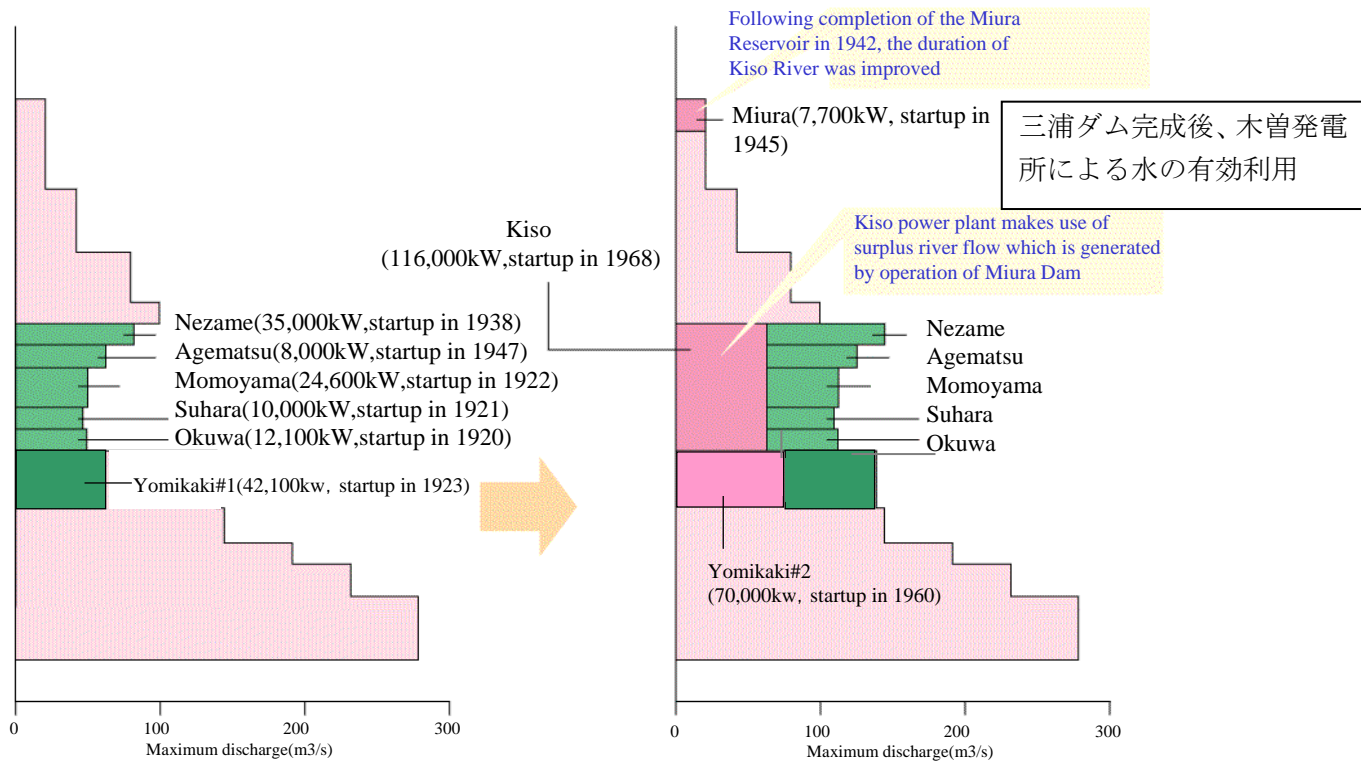 Following completion of the Miura
Reservoir in 1942, the duration of
Kiso River was improved
Miura(7,700kW, startup in
1945)
三浦ダム完成後、木曽発電
所による水の有効利用
Kiso
(116,000kW,startup in 1968)
Kiso power plant makes use of
surplus river flow which is generated
by operation of Miura Dam
Nezame(35,000kW,startup in 1938)
Agematsu(8,000kW,startup in 1947)
Momoyama(24,600kW,startup in 1922)
Suhara(10,000kW,startup in 1921)
Okuwa(12,100kW,startup in 1920)
Yomikaki#1(42,100kw, startup in 1923)
Nezame
Agematsu
Momoyama
Suhara
Okuwa
Yomikaki#2
(70,000kw, startup in 1960)
0 100 200 300
Maximum discharge(m3/s)
0 100 200 300
Maximum discharge(m3/s)